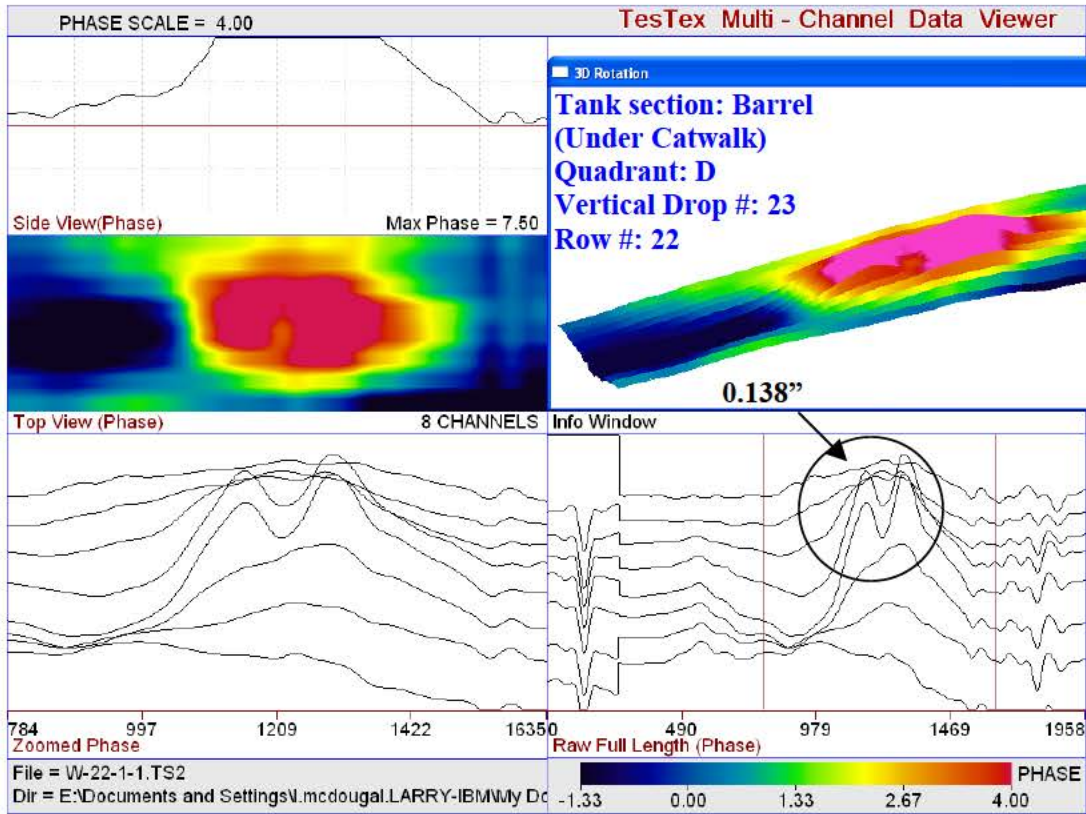 PHASE SCALE = 4.00
TesTex Multi - Channel Data Viewer
3D Rotation
Tank section: Barrel
(Under Catwalk)
Quadrant: D
Vertical Drop #: 23
Row #: 22
Side View(Phase)
Max Phase = 7.50
0.138”
Top View (Phase)
8 CHANNELS
Info Window
784 997 1209 1422 1635
Zoomed Phase
0 490 979 1469 1958
Raw Full Length (Phase)
File = W-22-1-1.TS2
Dir = E:\Documents and Settings\l.mcdougal.LARRY-IBM\My Do
PHASE
-1.33 0.00 1.33 2.67 4.00